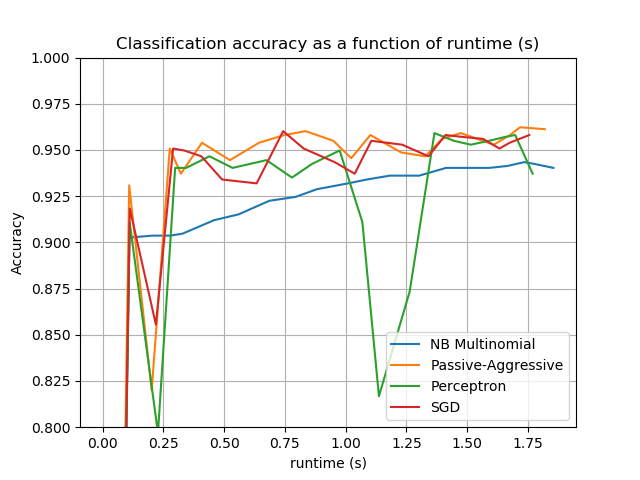 Classification accuracy as a function of runtime (s)
1.000
0.975
0.950
0.925
0.900
0.875
0.850
0.825
0.800
Accuracy
NB Multinomial
Passive-Aggressive
Perceptron
SGD
0.00 0.25 0.50 0.75 1.00 1.25 1.50 1.75
runtime (s)